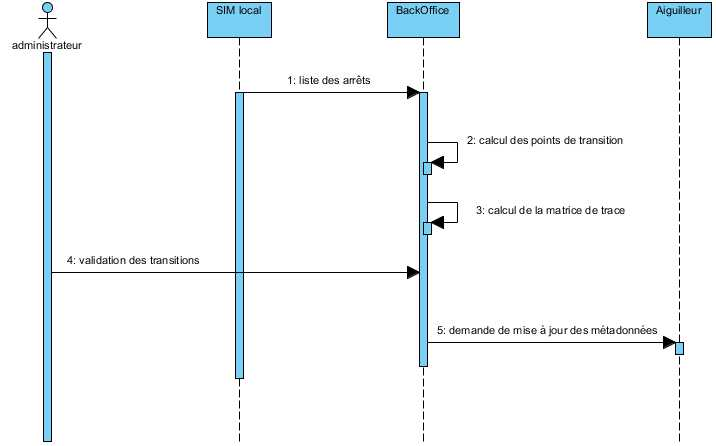 SIM local
BackOffice
Aiguilleur
administrateur
1: liste des arrêts
2: calcul des points de transition
3: calcul de la matrice de trace
4: validation des transitions
5: demande de mise à jour des métadonnées